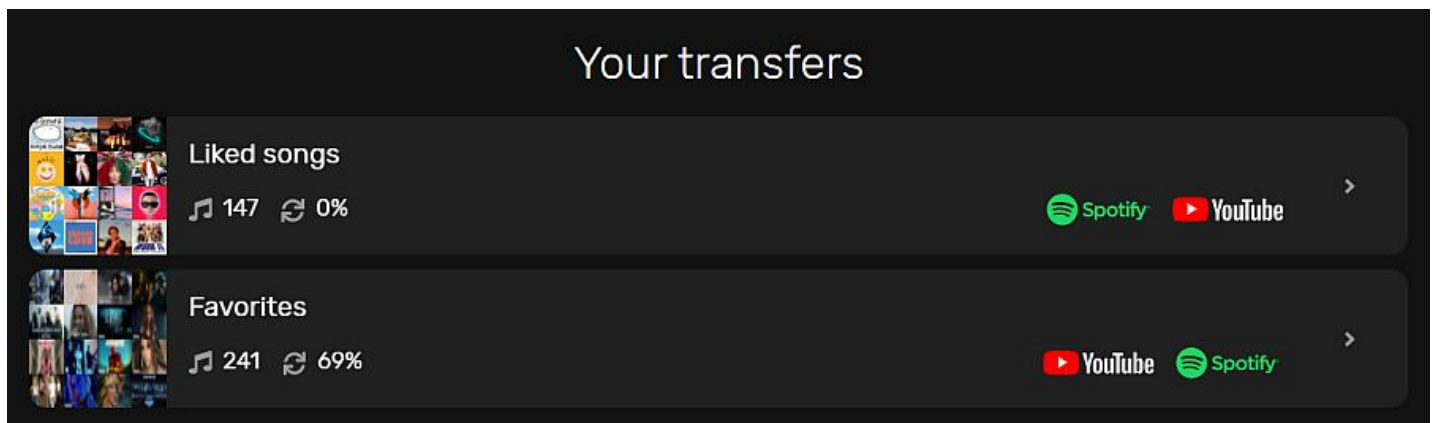 Your transfers
Liked songs
147 0%
Spotify YouTube
Favorites
241 69%
YouTube Spotify